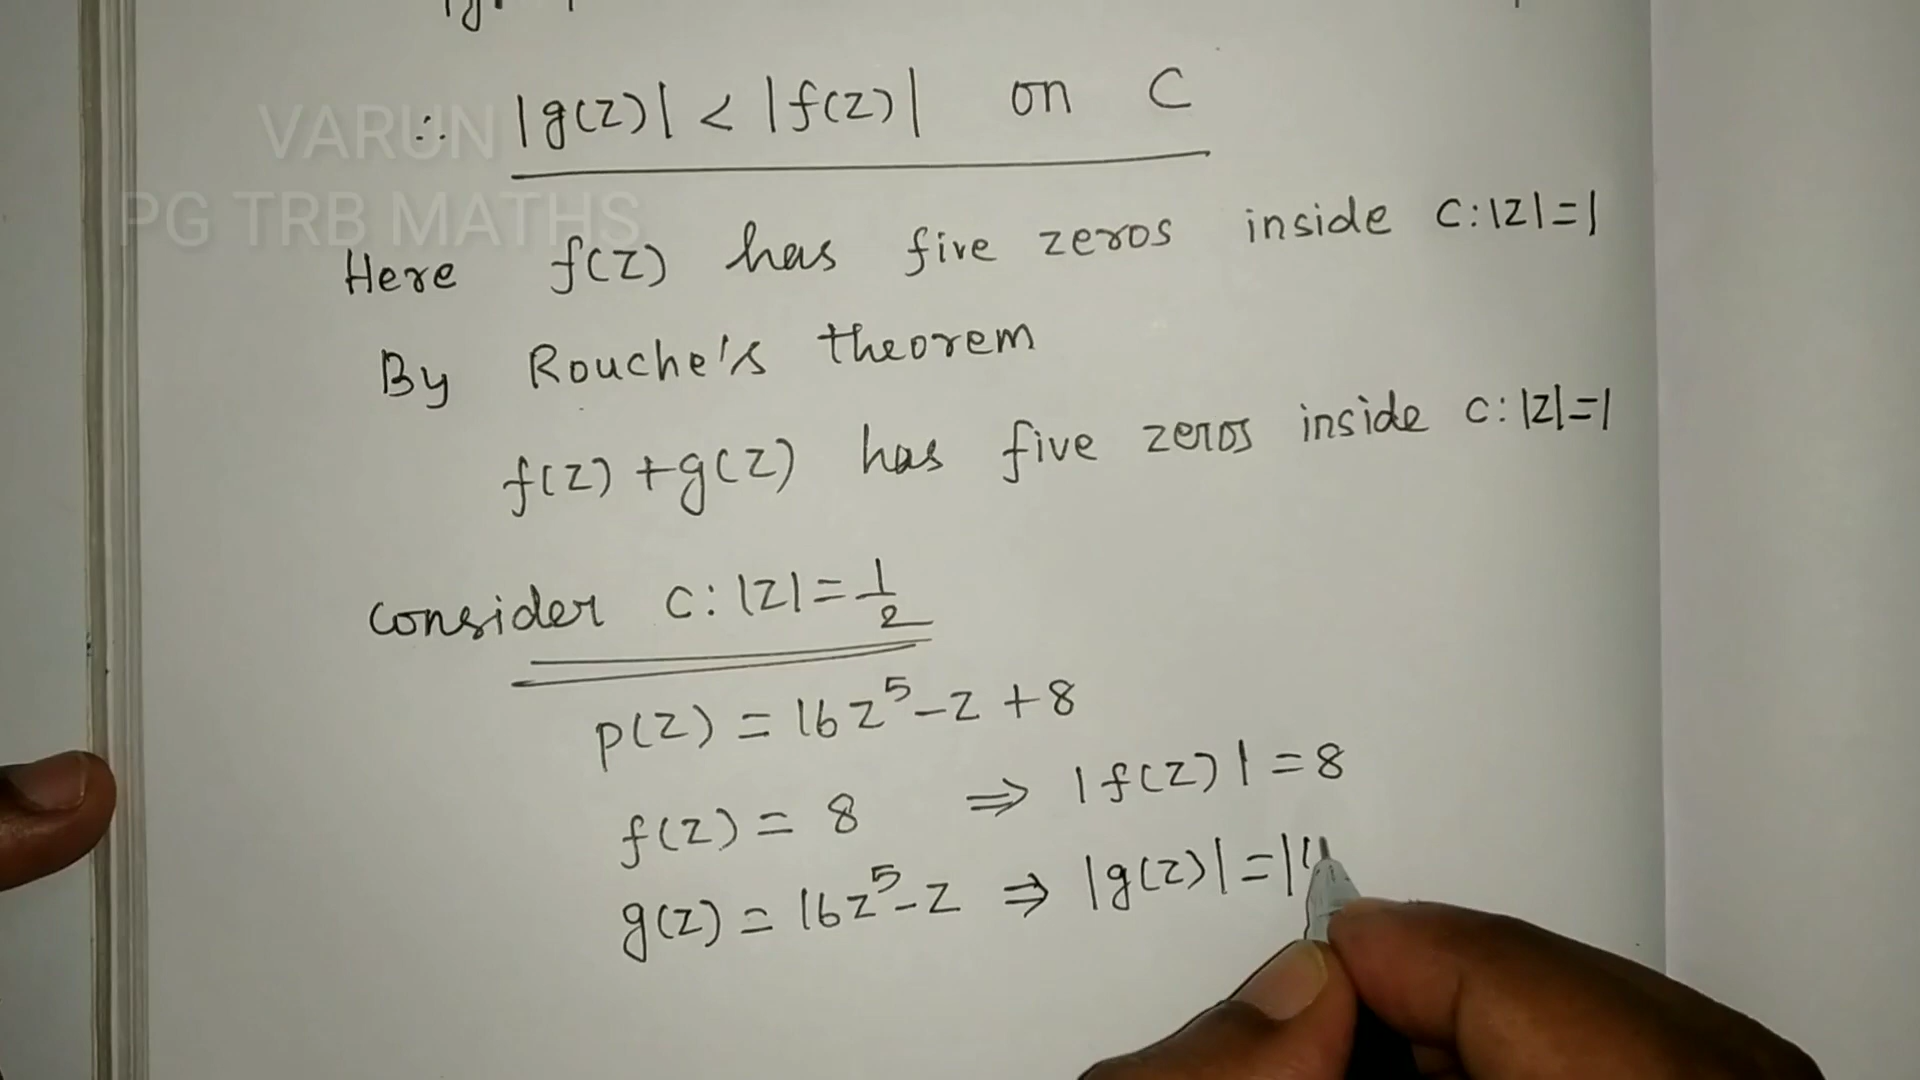 ∴ |g(z)| < |f(z)| on C
VARUN
PG TRB MATHS
Here f(z) has five zeros inside C:|z|=1
By Rouche's theorem
f(z)+g(z) has five zeros inside C:|z|=1
Consider C:|z|=1/2
P(z) = 16z⁵-z+8
f(z) = 8 ⇒ |f(z)|=8
g(z) = 16z⁵-z ⇒ |g(z)|=|